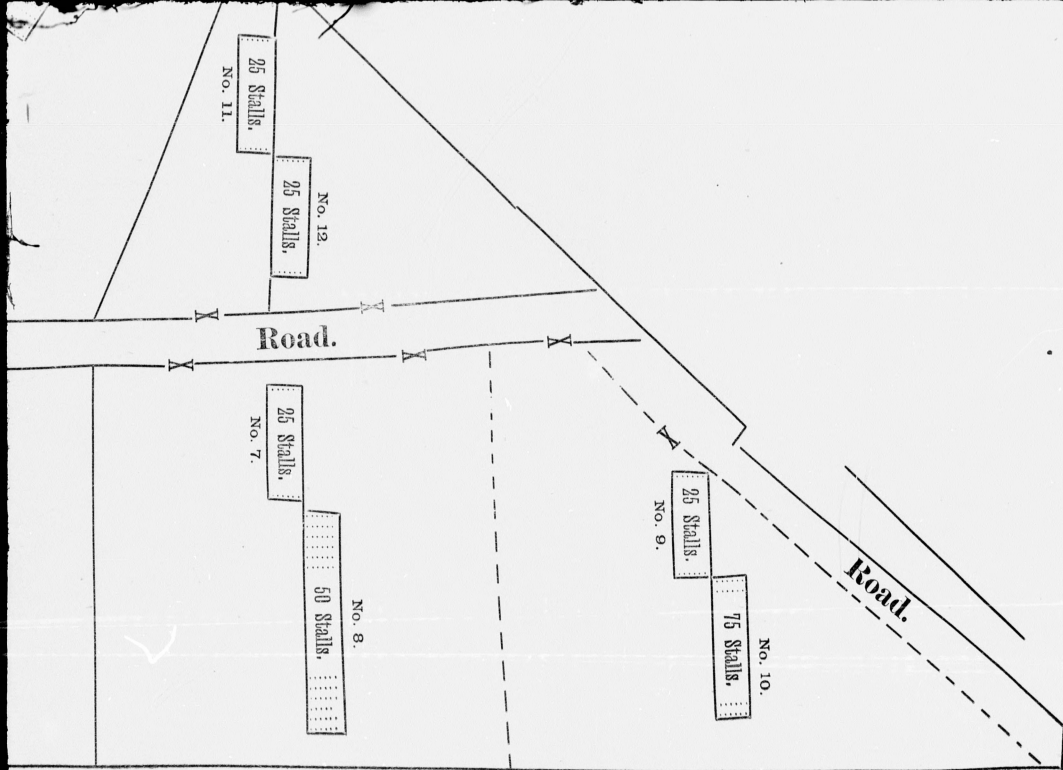 25 Stalls.
No. 11.
25 Stalls.
No. 12.
Road.
25 Stalls.
No. 7.
50 Stalls.
No. 8.
25 Stalls.
No. 9.
75 Stalls.
No. 10.
Road.